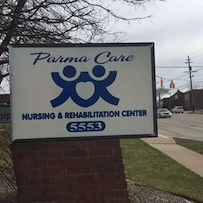 Parma Care
NURSING & REHABILITATION CENTER
5553